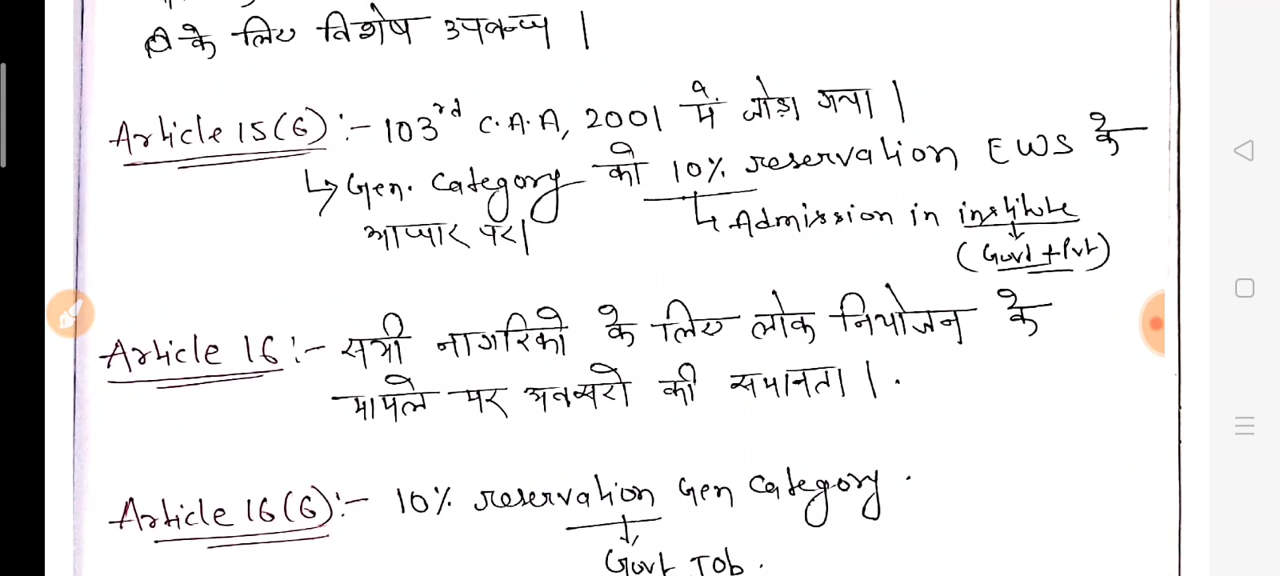 के लिए विशेष उपबन्ध |
Article 15(6) :- 103rd C.A.A, 2001 में जोड़ा गया |
↳ Gen. Category को 10% reservation EWS के
आधार पर |
↳ Admission in institute
(Govt + Pvt)
Article 16 :- सभी नागरिको के लिए लोक नियोजन के
मामले पर अवसरो की समानता | .
Article 16(6) :- 10% reservation Gen Category .
Govt Job .